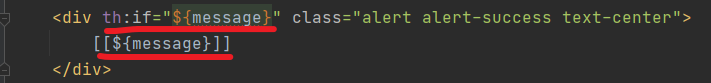 <div th:if="${message}" class="alert alert-success text-center">
[[${message}]]
</div>